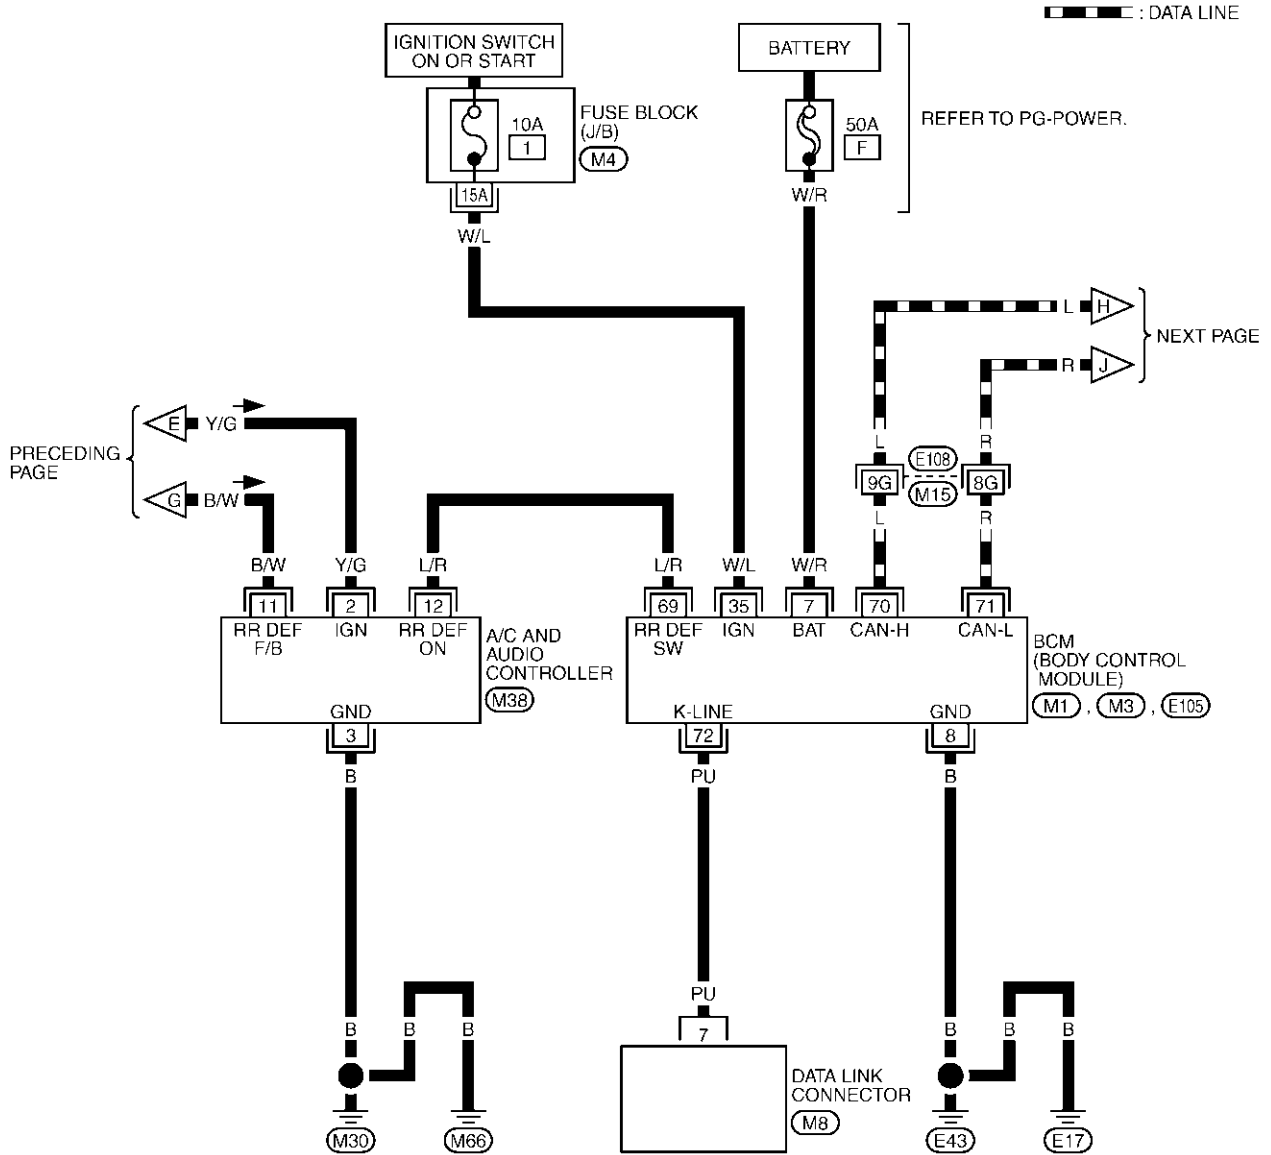 : DATA LINE
IGNITION SWITCH
ON OR START
BATTERY
10A
1
FUSE BLOCK
(J/B)
M4
50A
F
REFER TO PG-POWER.
15A
W/L
W/R
L
H
NEXT PAGE
R
J
E
Y/G
PRECEDING
PAGE
G
B/W
L
R
E108
9G
8G
M15
L
R
B/W
Y/G
L/R
L/R
W/L
W/R
11
2
12
69
35
7
70
71
RR DEF
F/B
IGN
RR DEF
ON
A/C AND
AUDIO
CONTROLLER
M38
RR DEF
SW
IGN
BAT
CAN-H
CAN-L
BCM
(BODY CONTROL
MODULE)
M1 , M3 , E105
GND
K-LINE
GND
3
72
8
B
PU
B
PU
7
B
B
B
B
B
B
DATA LINK
CONNECTOR
M8
M30
M66
E43
E17